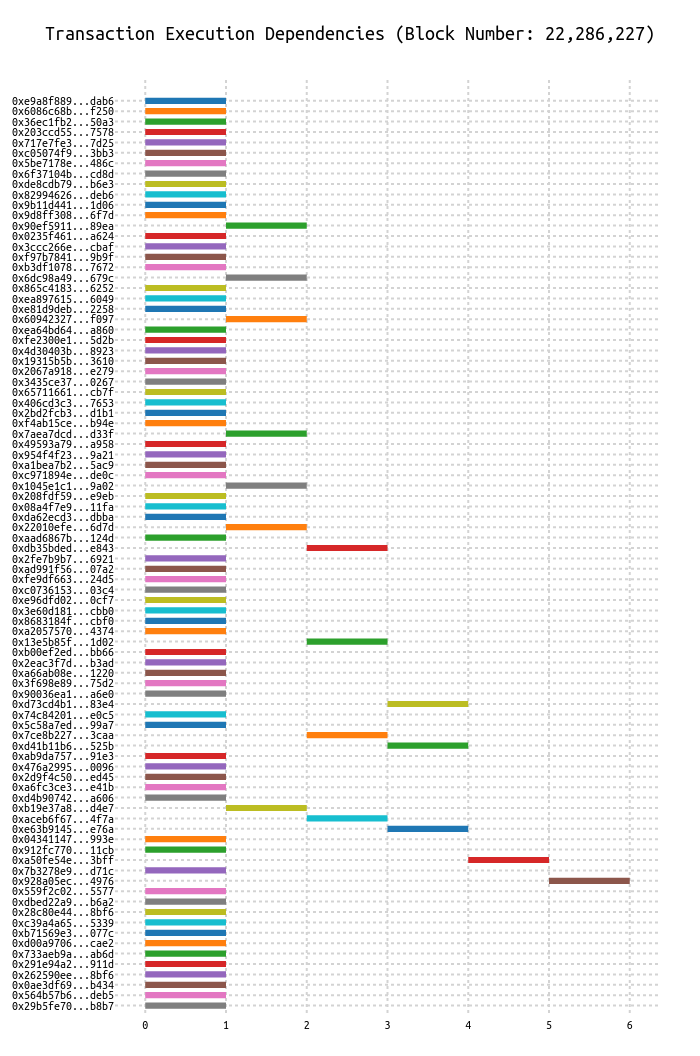 Transaction Execution Dependencies (Block Number: 22,286,227)
0xe9a8f889...dab6
0x6086c68b...f250
0x36ec1fb2...50a3
0x203ccd55...7578
0x717e7fe3...7d25
0xc05074f9...3bb3
0x5be7178e...486c
0x6f37104b...cd8d
0xde8cdb79...b6e3
0x82994626...deb6
0x9b11d441...1d06
0x9d8ff308...6f7d
0x90ef5911...89ea
0x0235f461...a624
0x3ccc266e...cbaf
0xf97b7841...9b9f
0xb3df1078...7672
0x6dc98a49...679c
0x865c4183...6252
0xea897615...6049
0xe81d9deb...2258
0x60942327...f097
0xea64bd64...a860
0xfe2300e1...5d2b
0x4d30403b...8923
0x19315b5b...3610
0x2067a918...e279
0x3435ce37...0267
0x65711661...cb7f
0x406cd3c3...7653
0x2bd2fcb3...d1b1
0xf4ab15ce...b94e
0x7aea7dcd...d33f
0x49593a79...a958
0x954f4f23...9a21
0xa1bea7b2...5ac9
0xc971894e...de0c
0x1045e1c1...9a02
0x208fdf59...e9eb
0x08a4f7e9...11fa
0xda62ecd3...dbba
0x22010efe...6d7d
0xaad6867b...124d
0xdb35bded...e843
0x2fe7b9b7...6921
0xad991f56...07a2
0xfe9df663...24d5
0xc0736153...03c4
0xe96dfd02...0cf7
0x3e60d181...cbb0
0x8683184f...cbf0
0xa2057570...4374
0x13e5b85f...1d02
0xb00ef2ed...bb66
0x2eac3f7d...b3ad
0xa66ab08e...1220
0x3f698e89...75d2
0x90036ea1...a6e0
0xd73cd4b1...83e4
0x74c84201...e0c5
0x5c58a7ed...99a7
0x7ce8b227...3caa
0xd41b11b6...525b
0xab9da757...91e3
0x476a2995...0096
0x2d9f4c50...ed45
0xa6fc3ce3...e41b
0xd4b90742...a606
0xb19e37a8...d4e7
0xaceb6f67...4f7a
0xe63b9145...e76a
0x04341147...993e
0x912fc770...11cb
0xa50fe54e...3bff
0x7b3278e9...d71c
0x928a05ec...4976
0x559f2c02...5577
0xdbed22a9...b6a2
0x28c80e44...8bf6
0xc39a4a65...5339
0xb71569e3...077c
0xd00a9706...cae2
0x733aeb9a...ab6d
0x291e94a2...911d
0x262590ee...8bf6
0x0ae3df69...b434
0x564b57b6...deb5
0x29b5fe70...b8b7
0 1 2 3 4 5 6